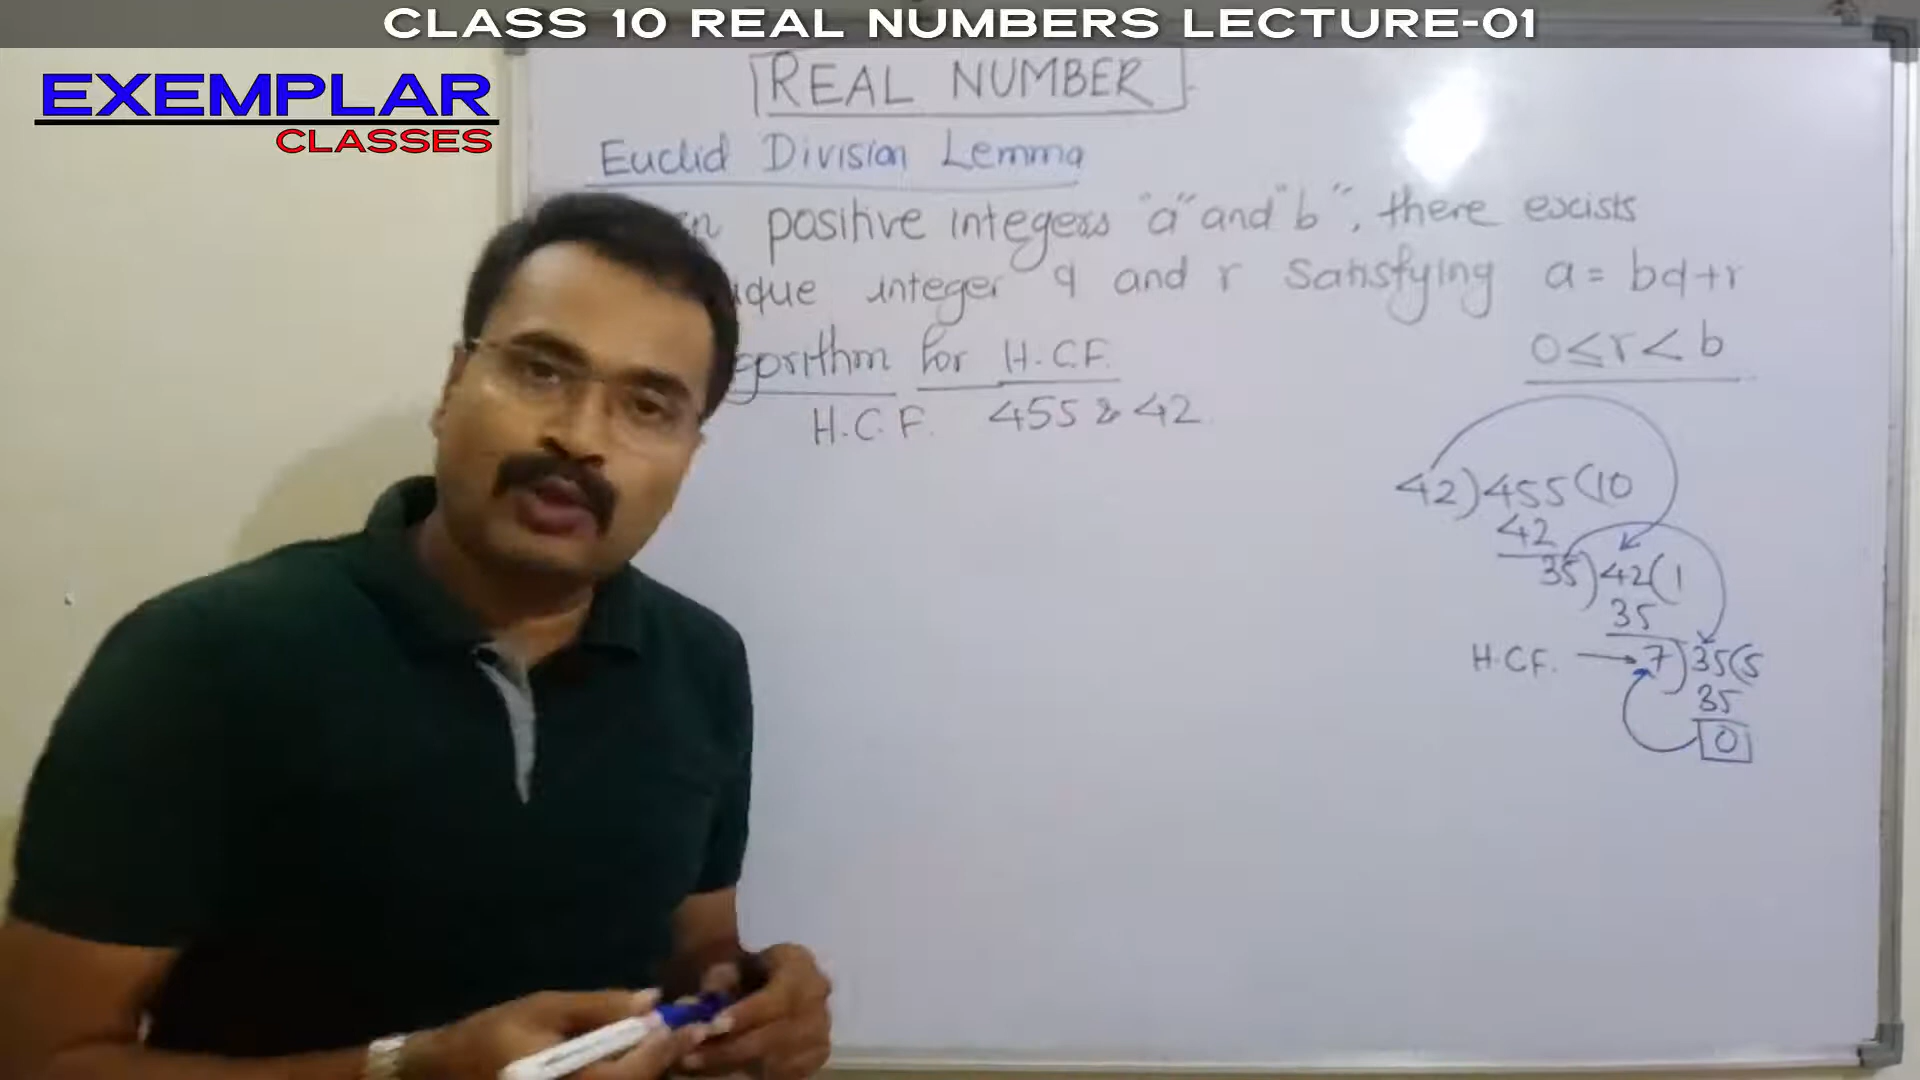 CLASS 10 REAL NUMBERS LECTURE-01
EXEMPLAR
CLASSES
REAL NUMBER
Euclid Division Lemma
positive integers "a" and "b", there exists
integer q and r Satisfying a = bq+r
0≤r<b
for H.C.F.
H.C.F. 455 & 42
42)455(10
42
35)42(1
35
H.C.F. → 7)35(5
35
0